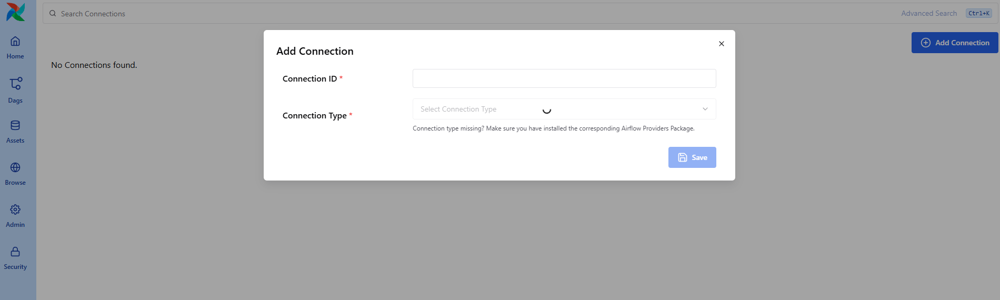 Search Connections
Advanced Search Ctrl+K
Home
Dags
Assets
Browse
Admin
Security
Add Connection
No Connections found.
Add Connection
Connection ID *
Connection Type *
Select Connection Type
Connection type missing? Make sure you have installed the corresponding Airflow Providers Package.
Save